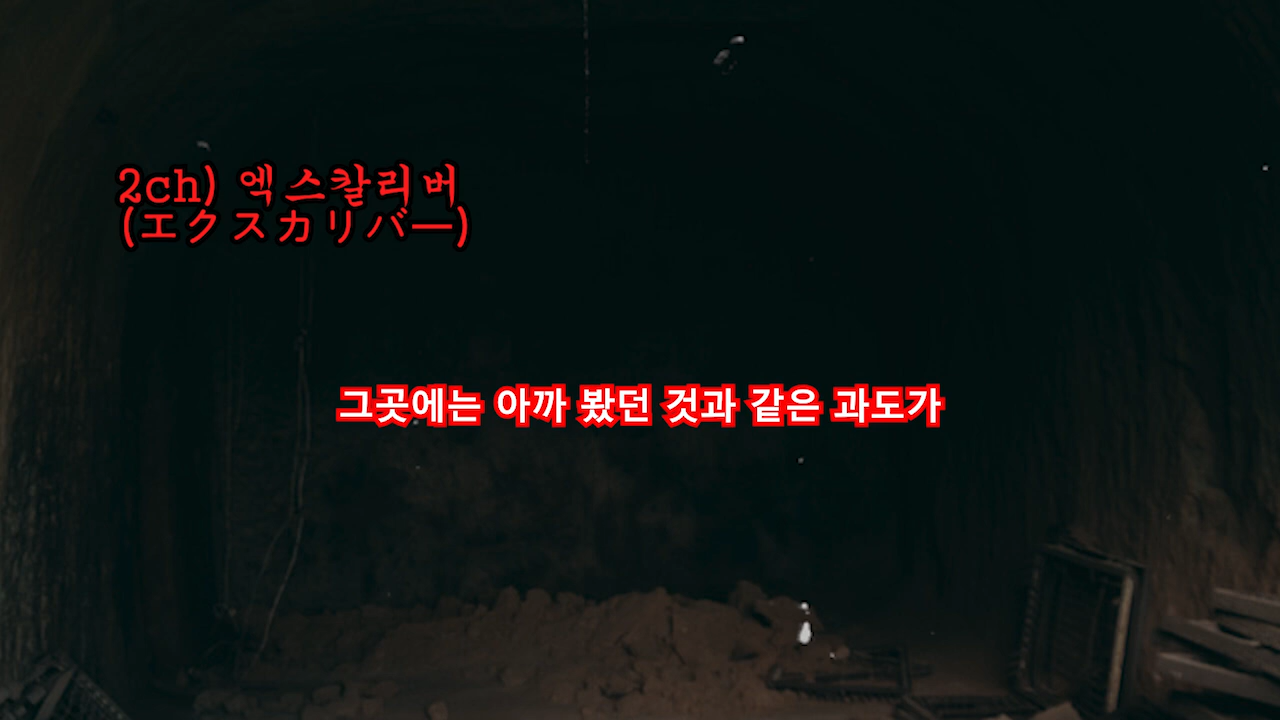 2ch) 엑스칼리버
(エクスカリバー)
그곳에는 아까 봤던 것과 같은 과도가